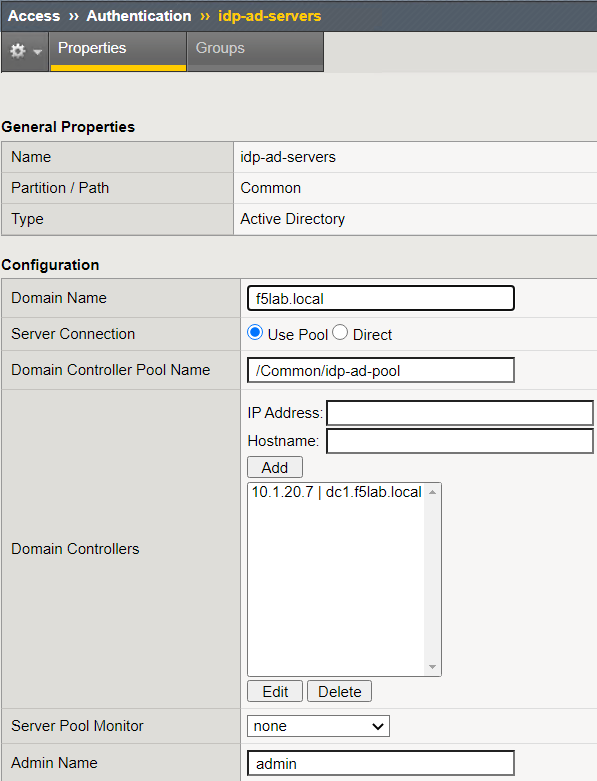 Access ›› Authentication ›› idp-ad-servers
Properties Groups
General Properties
Name idp-ad-servers
Partition / Path Common
Type Active Directory
Configuration
Domain Name f5lab.local
Server Connection Use Pool Direct
Domain Controller Pool Name /Common/idp-ad-pool
IP Address:
Hostname:
Add
10.1.20.7 | dc1.f5lab.local
Domain Controllers
Edit Delete
Server Pool Monitor none
Admin Name admin